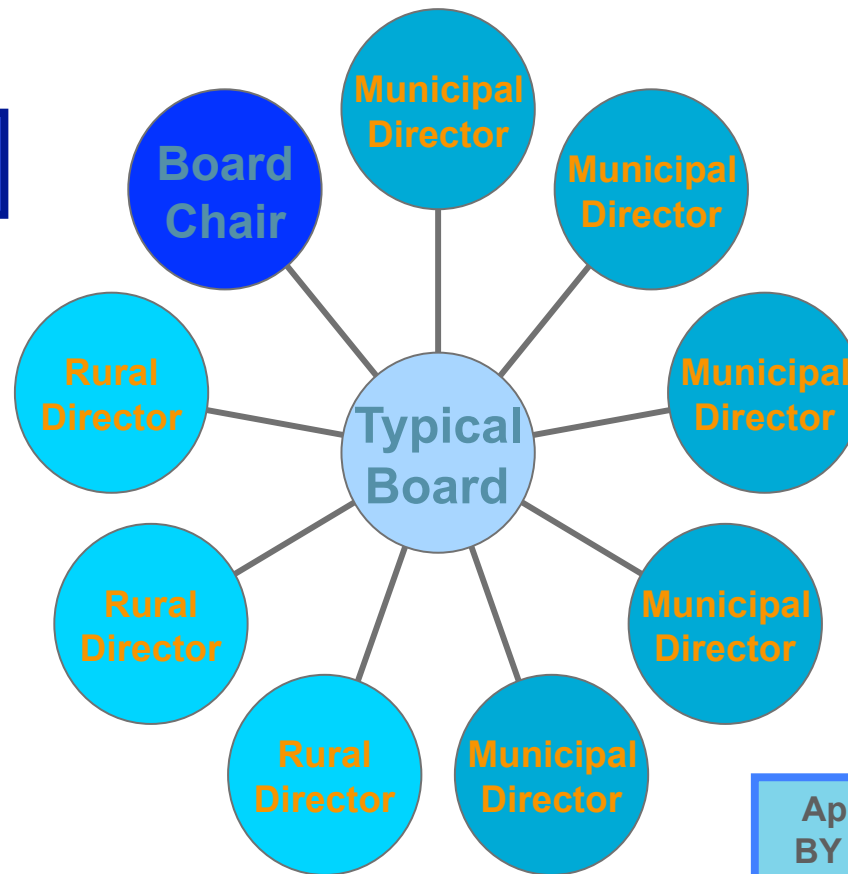 Municipal
Director
Board
Chair
Municipal
Director
Rural
Director
Municipal
Director
Typical
Board
Rural
Director
Municipal
Director
Rural
Director
Municipal
Director
BY